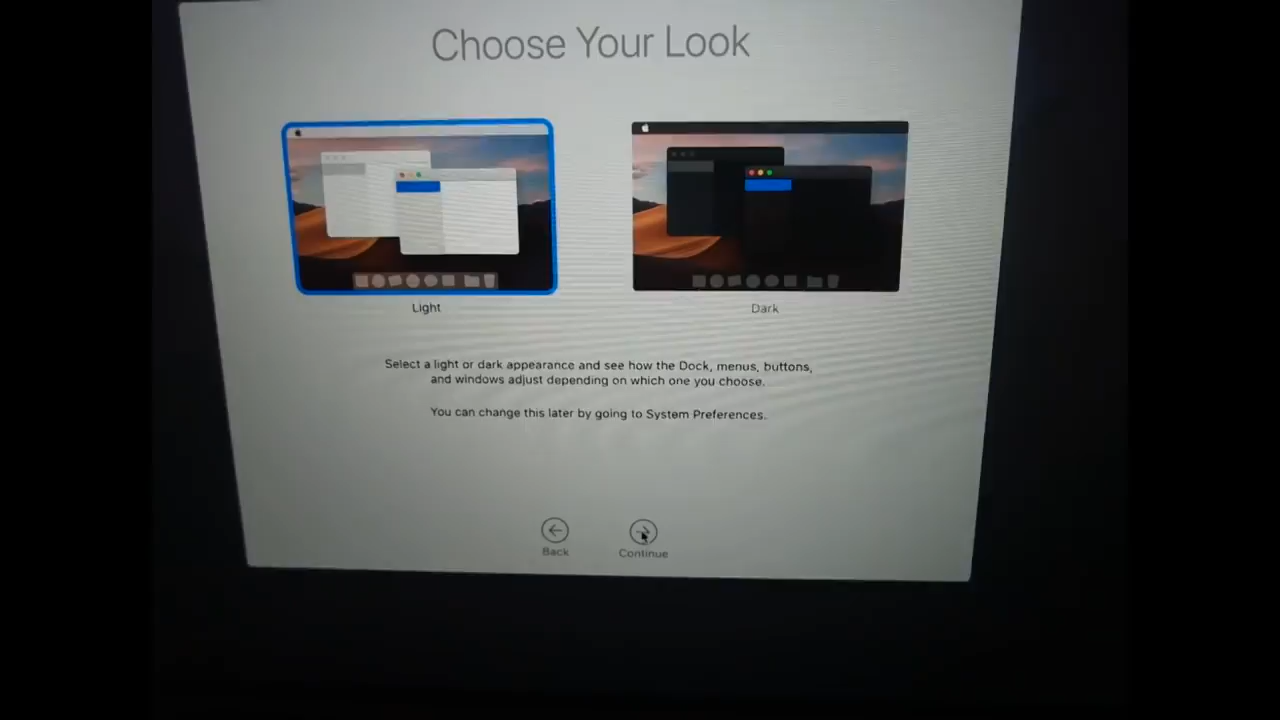 Choose Your Look
Light
Dark
Select a light or dark appearance and see how the Dock, menus, buttons,
and windows adjust depending on which one you choose.
You can change this later by going to System Preferences.
Back
Continue